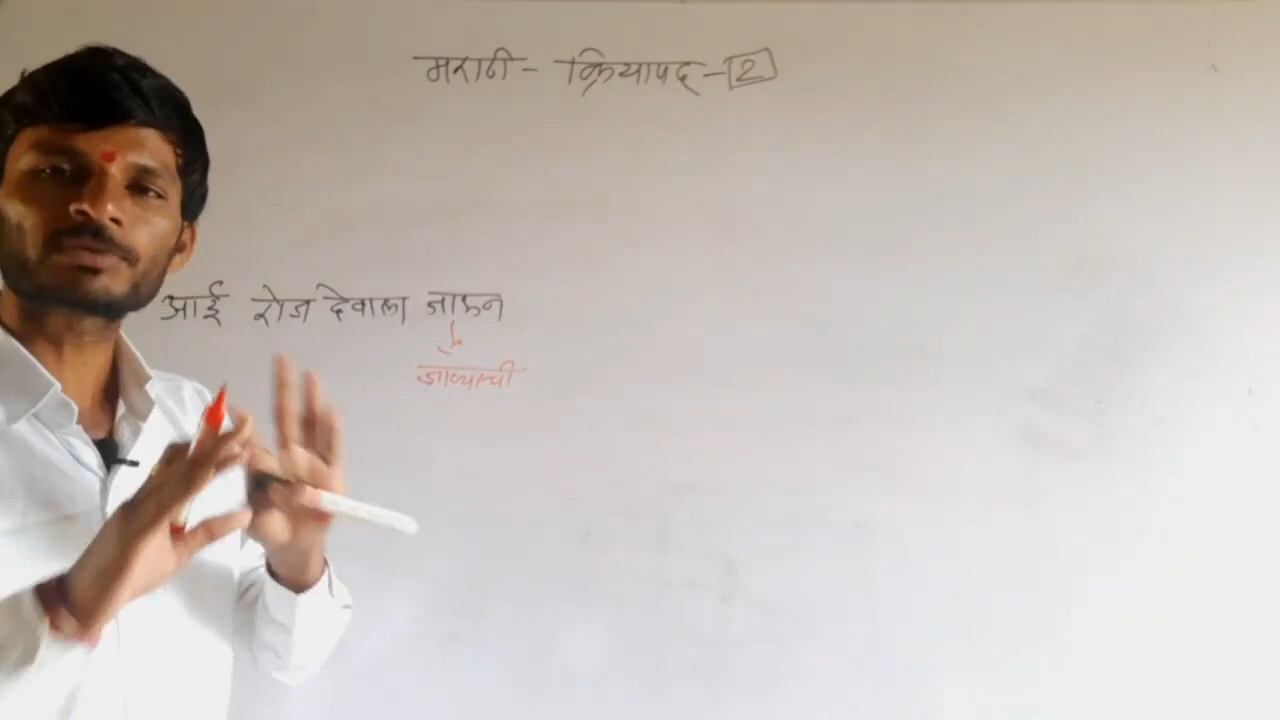 मराठी - क्रियापद - 2
आई रोज देवाला जाऊन
जाण्याची